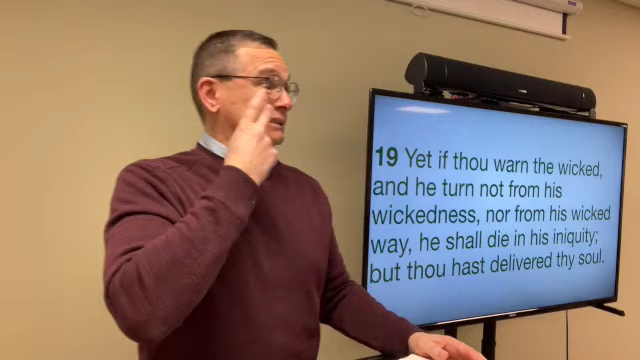 19 Yet if thou warn the wicked,
and he turn not from his
wickedness, nor from his wicked
way, he shall die in his iniquity;
but thou hast delivered thy soul.